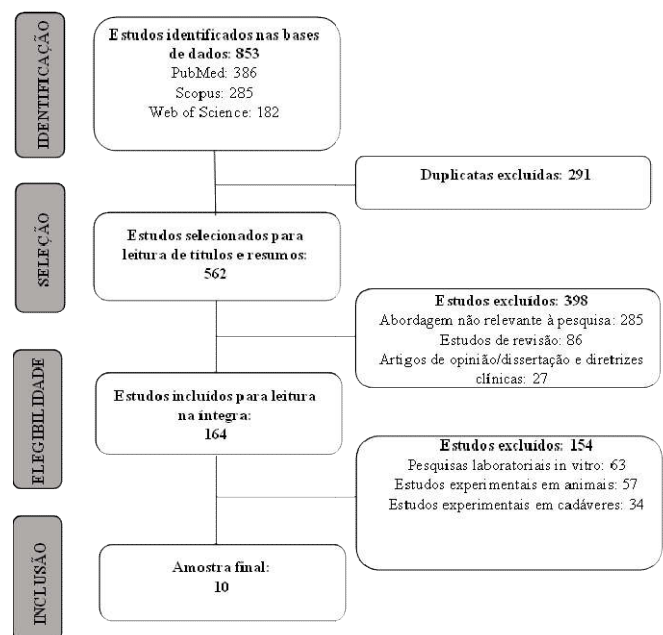 IDENTIFICAÇÃO
Estudos identificados nas bases
de dados: 853
PubMed: 386
Scopus: 285
Web of Science: 182
Duplicatas excluídas: 291
SELEÇÃO
Estudos selecionados para
leitura de títulos e resumos:
562
Estudos excluídos: 398
Abordagem não relevante à pesquisa: 285
Estudos de revisão: 86
Artigos de opinião/dissertação e diretrizes
clínicas: 27
ELEGIBILIDADE
Estudos incluídos para leitura
na íntegra:
164
Estudos excluídos: 154
Pesquisas laboratoriais in vitro: 63
Estudos experimentais em animais: 57
Estudos experimentais em cadáveres: 34
INCLUSÃO
Amostra final:
10